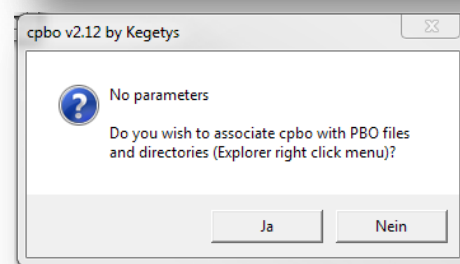 cpbo v2.12 by Kegetys
No parameters
Do you wish to associate cpbo with PBO files
and directories (Explorer right click menu)?
Ja
Nein